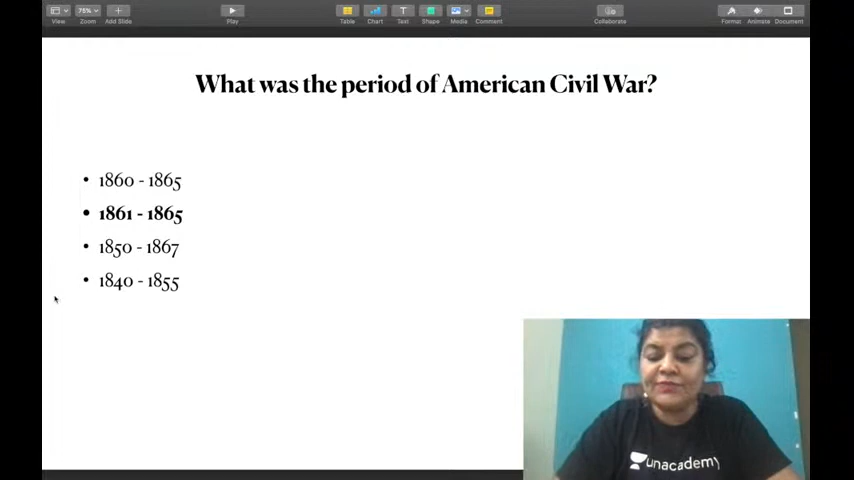 75%
View
Zoom
Add Slide
Play
Table
Chart
Text
Shape
Media
Comment
Collaborate
Format
Animate
Document
What was the period of American Civil War?
• 1860 - 1865
• 1861 - 1865
• 1850 - 1867
• 1840 - 1855
unacademy